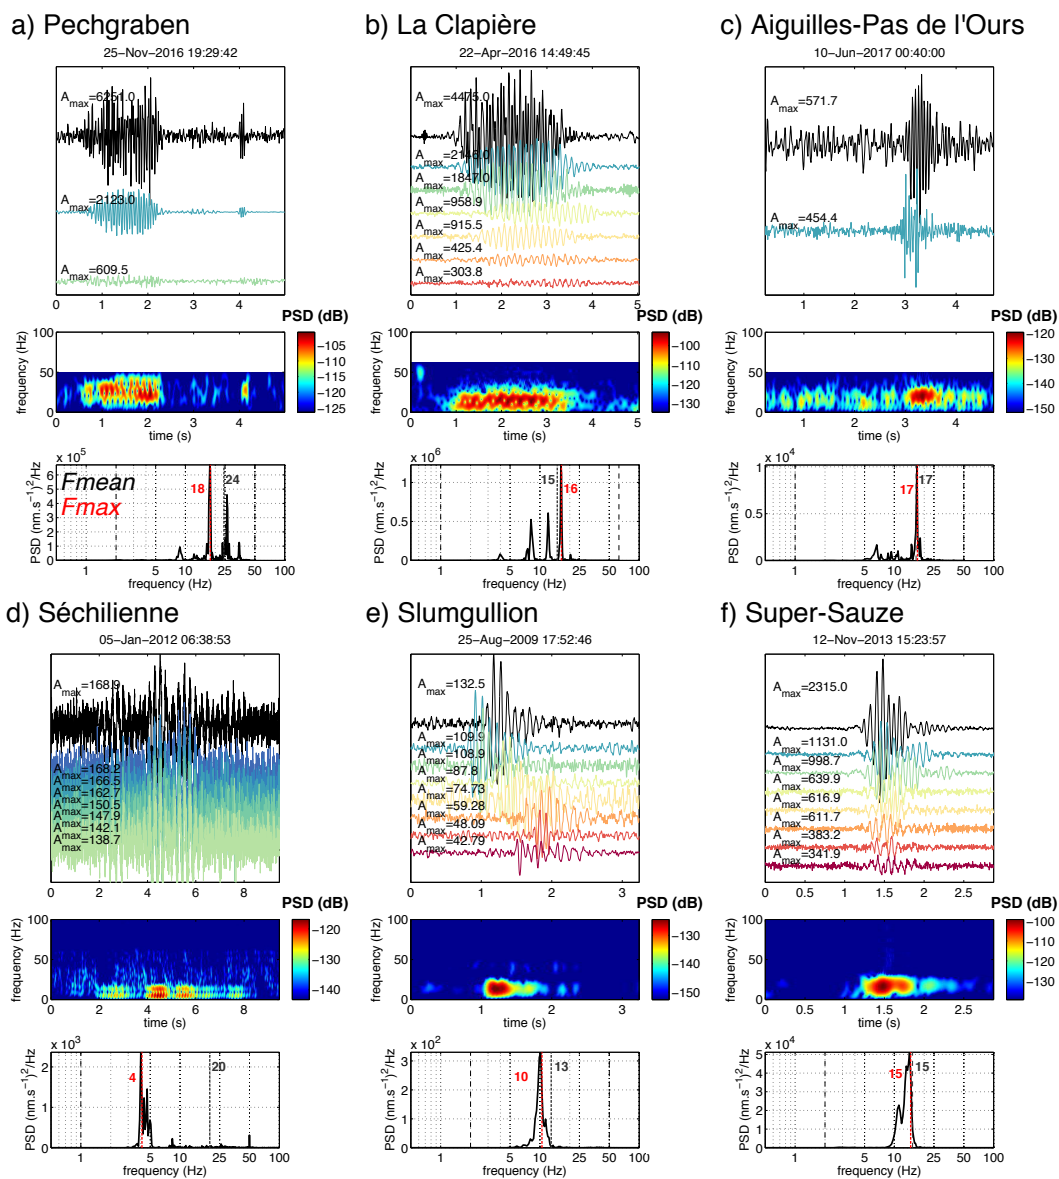 a) Pechgraben
25-Nov-2016 19:29:42
Amax=6251.0
Amax=2123.0
Amax=609.5
0 1 2 3 4
PSD (dB)
frequency (Hz)
100
50
0
0 1 2 3 4
time (s)
-105
-110
-115
-120
-125
x 10^5
PSD (nm.s^-1)^2/Hz
6
5
4
3
2
1
0
Fmean
Fmax
18
24
1 5 10 25 50 100
frequency (Hz)
b) La Clapière
22-Apr-2016 14:49:45
Amax=4475.0
Amax=2146.0
Amax=1847.0
Amax=958.9
Amax=915.5
Amax=425.4
Amax=303.8
0 1 2 3 4 5
PSD (dB)
frequency (Hz)
100
50
0
0 1 2 3 4 5
time (s)
-100
-110
-120
-130
x 10^6
PSD (nm.s^-1)^2/Hz
1
0.5
0
15
16
1 5 10 25 50 100
frequency (Hz)
c) Aiguilles-Pas de l'Ours
10-Jun-2017 00:40:00
Amax=571.7
Amax=454.4
1 2 3 4
PSD (dB)
frequency (Hz)
100
50
0
1 2 3 4
time (s)
-120
-130
-140
-150
x 10^4
PSD (nm.s^-1)^2/Hz
1
0.5
0
17
17
1 5 10 25 50 100
frequency (Hz)
d) Séchilienne
05-Jan-2012 06:38:53
Amax=168.9
Amax=168.2
Amax=166.5
Amax=162.7
Amax=150.5
Amax=147.9
Amax=142.1
Amax=138.7
0 2 4 6 8
PSD (dB)
frequency (Hz)
100
50
0
0 2 4 6 8
time (s)
-120
-130
-140
x 10^3
PSD (nm.s^-1)^2/Hz
2
1
0
4
20
1 5 10 25 50 100
frequency (Hz)
e) Slumgullion
25-Aug-2009 17:52:46
Amax=132.5
Amax=109.9
Amax=108.9
Amax=87.8
Amax=74.73
Amax=59.28
Amax=48.09
Amax=42.79
0 1 2 3
PSD (dB)
frequency (Hz)
100
50
0
0 1 2 3
time (s)
-130
-140
-150
x 10^2
PSD (nm.s^-1)^2/Hz
3
2
1
0
10
13
1 5 10 25 50 100
frequency (Hz)
f) Super-Sauze
12-Nov-2013 15:23:57
Amax=2315.0
Amax=1131.0
Amax=998.7
Amax=639.9
Amax=616.9
Amax=611.7
Amax=383.2
Amax=341.9
0 0.5 1 1.5 2 2.5
PSD (dB)
frequency (Hz)
100
50
0
0 0.5 1 1.5 2 2.5
time (s)
-100
-110
-120
-130
x 10^4
PSD (nm.s^-1)^2/Hz
5
4
3
2
1
0
15
15
1 5 10 25 50 100
frequency (Hz)